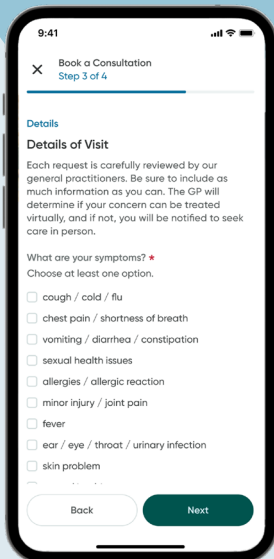 9:41
Book a Consultation
Step 3 of 4
Details
Details of Visit
Each request is carefully reviewed by our
general practitioners. Be sure to include as
much information as you can. The GP will
determine if your concern can be treated
virtually, and if not, you will be notified to seek
care in person.
What are your symptoms? *
Choose at least one option.
cough / cold / flu
chest pain / shortness of breath
vomiting / diarrhea / constipation
sexual health issues
allergies / allergic reaction
minor injury / joint pain
fever
ear / eye / throat / urinary infection
skin problem
Back
Next